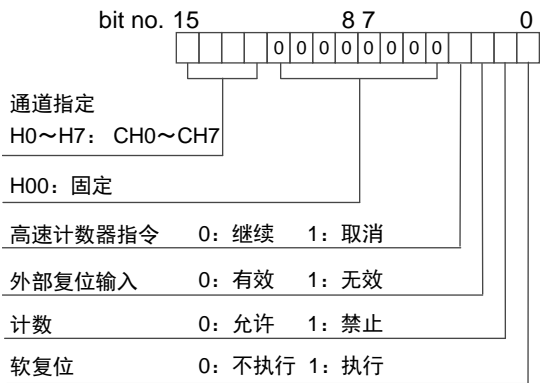 bit no. 15 8 7 0
0 0 0 0 0 0 0 0
通道指定
H0～H7： CH0～CH7
H00：固定
高速计数器指令 0：继续 1：取消
外部复位输入 0：有效 1：无效
计数 0：允许 1：禁止
软复位 0：不执行 1：执行